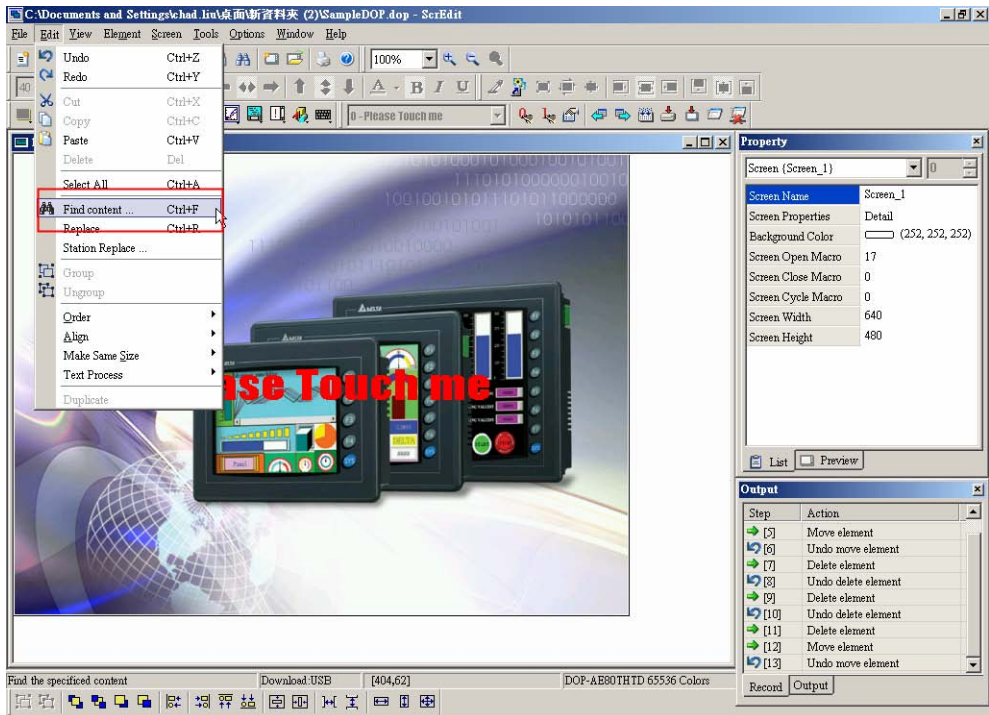 C:\Documents and Settings\chad.liu\桌面\新資料夾 (2)\SampleDOP.dop - ScrEdit
File Edit View Element Screen Tools Options Window Help
Undo Ctrl+Z
Redo Ctrl+Y
Cut Ctrl+X
Copy Ctrl+C
Paste Ctrl+V
Delete Del
Select All Ctrl+A
Find content ... Ctrl+F
Replace Ctrl+R
Station Replace ...
Group
Ungroup
Order
Align
Make Same Size
Text Process
Duplicate
100%
A B I U
0 - Please Touch me
ase Touch me
DELTA
Property
Screen {Screen_1} 0
Screen Name Screen_1
Screen Properties Detail
Background Color (252, 252, 252)
Screen Open Macro 17
Screen Close Macro 0
Screen Cycle Macro 0
Screen Width 640
Screen Height 480
List Preview
Output
Step Action
[5] Move element
[6] Undo move element
[7] Delete element
[8] Undo delete element
[9] Delete element
[10] Undo delete element
[11] Delete element
[12] Move element
[13] Undo move element
Record Output
Find the specificed content Download:USB [404,62] DOP-AE80THTD 65536 Colors